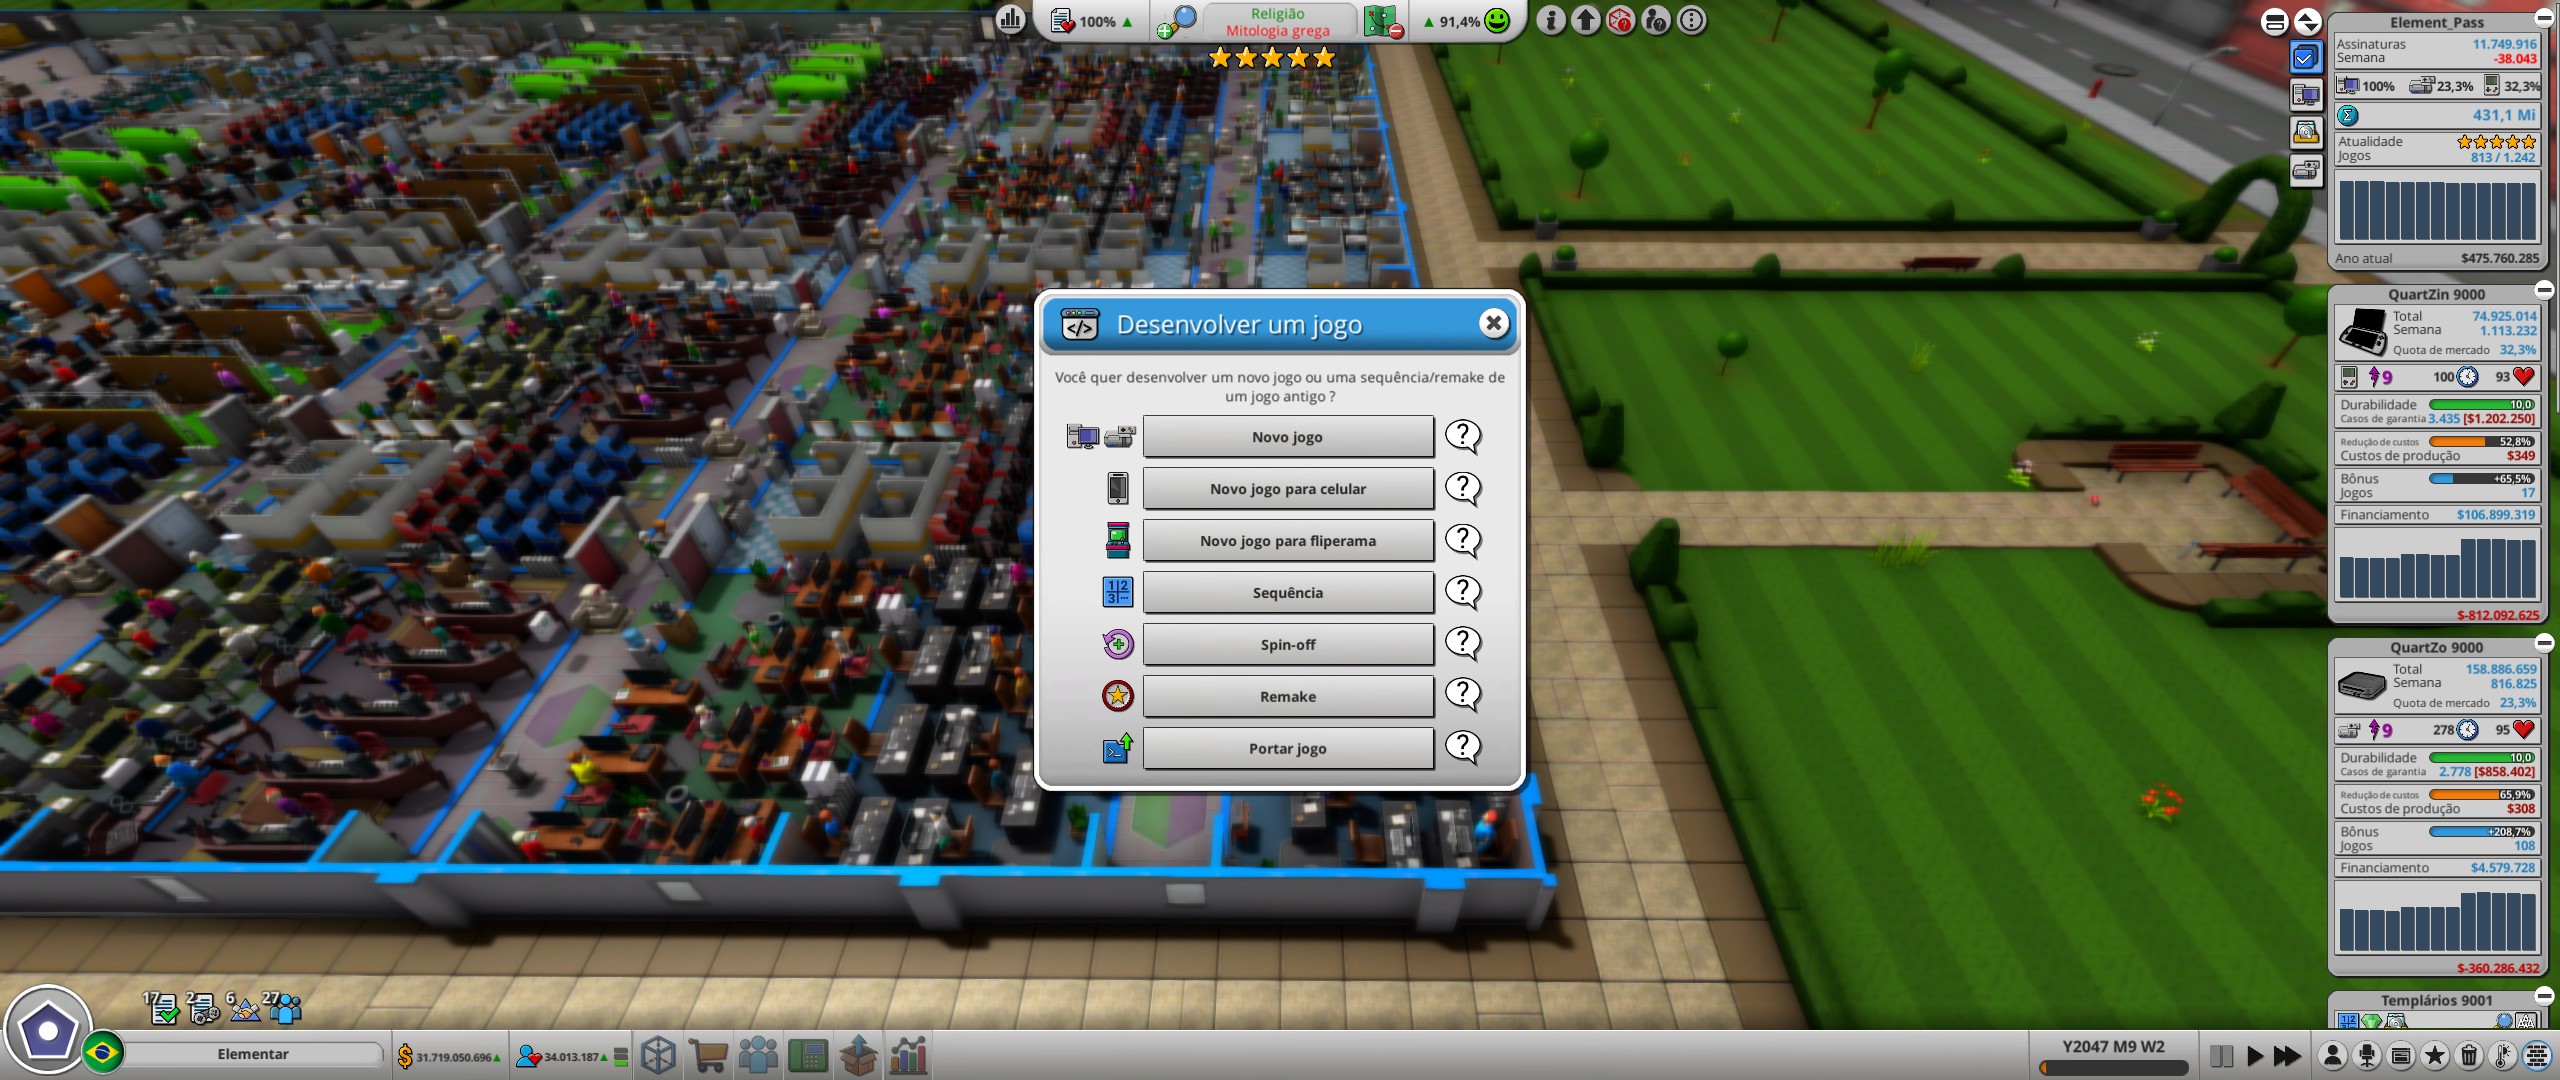 100%
Religião
Mitologia grega
91,4%
Desenvolver um jogo
Você quer desenvolver um novo jogo ou uma sequência/remake de
um jogo antigo ?
Novo jogo
Novo jogo para celular
Novo jogo para fliperama
Sequência
Spin-off
Remake
Portar jogo
Element_Pass
Assinaturas 11.749.916
Semana -38.043
100% 23,3% 32,3%
431,1 Mi
Atualidade
Jogos 813 / 1.242
Ano atual $475.760.285
QuartZin 9000
Total 74.925.014
Semana 1.113.232
Quota de mercado 32,3%
9 100 93
Durabilidade 10,0
Casos de garantia 3.435 [$1.202.250]
Redução de custos 52,8%
Custos de produção $349
Bônus +65,5%
Jogos 17
Financiamento $106.899.319
$-812.092.625
QuartZo 9000
Total 158.886.659
Semana 816.825
Quota de mercado 23,3%
9 278 95
Durabilidade 10,0
Casos de garantia 2.778 [$858.402]
Redução de custos 65,9%
Custos de produção $308
Bônus +208,7%
Jogos 108
Financiamento $4.579.728
$-360.286.432
Templários 9001
17 2 6 27
Elementar
31.719.050.696
34.013.187
Y2047 M9 W2